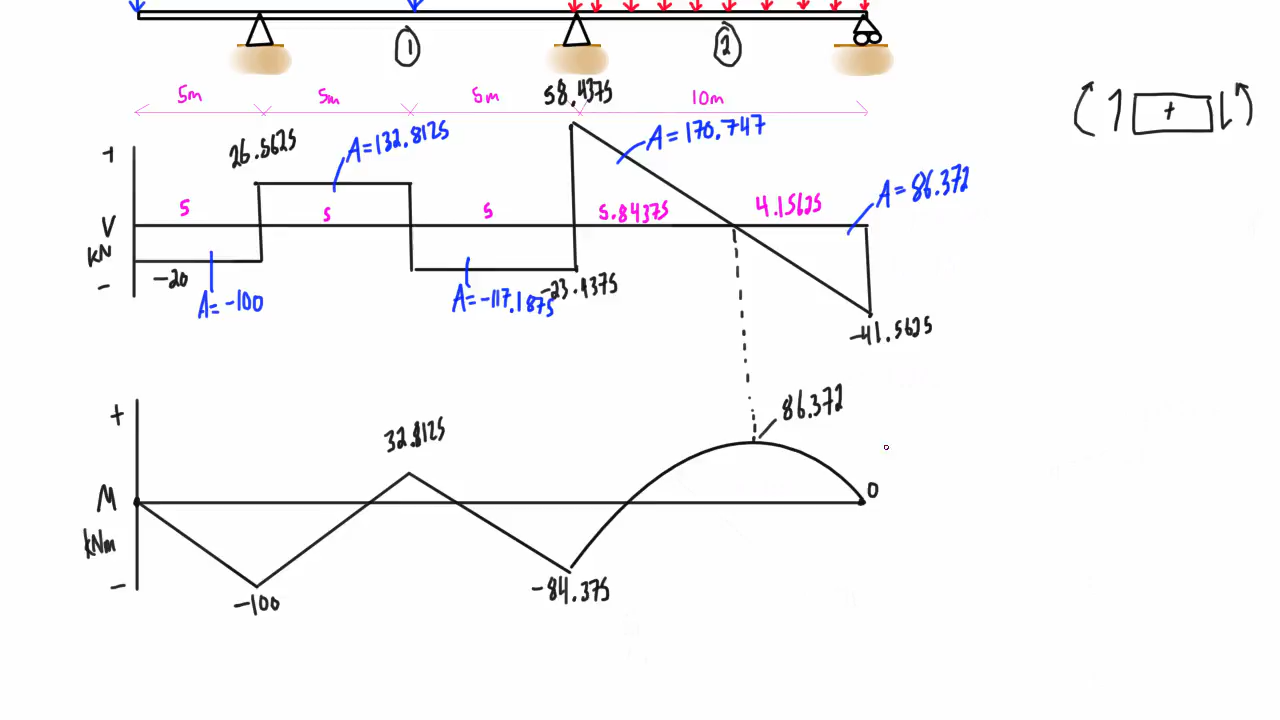 1
2
5m
5m
5m
10m
58.4375
( ↿ + ⇂ )
26.5625
A=132.8125
A=170.747
+
A=86.372
5
5
5
5.84375
4.15625
V
kN
-20
-
A=-100
A=-117.1875
-23.4375
-41.5625
+
86.372
32.8125
M
0
kNm
-
-100
-84.375